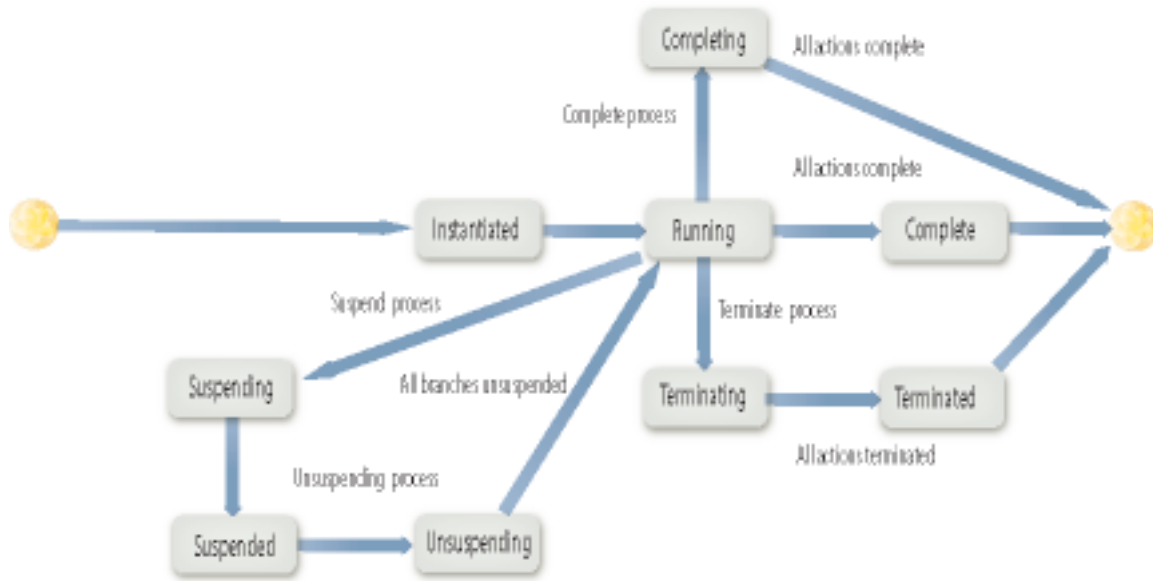 Completing
All actions complete
Complete process
All actions complete
Instantiated
Running
Complete
Suspend process
Terminate process
Suspending
All branches unsuspended
Terminating
Terminated
All actions terminated
Unsuspending process
Suspended
Unsuspending